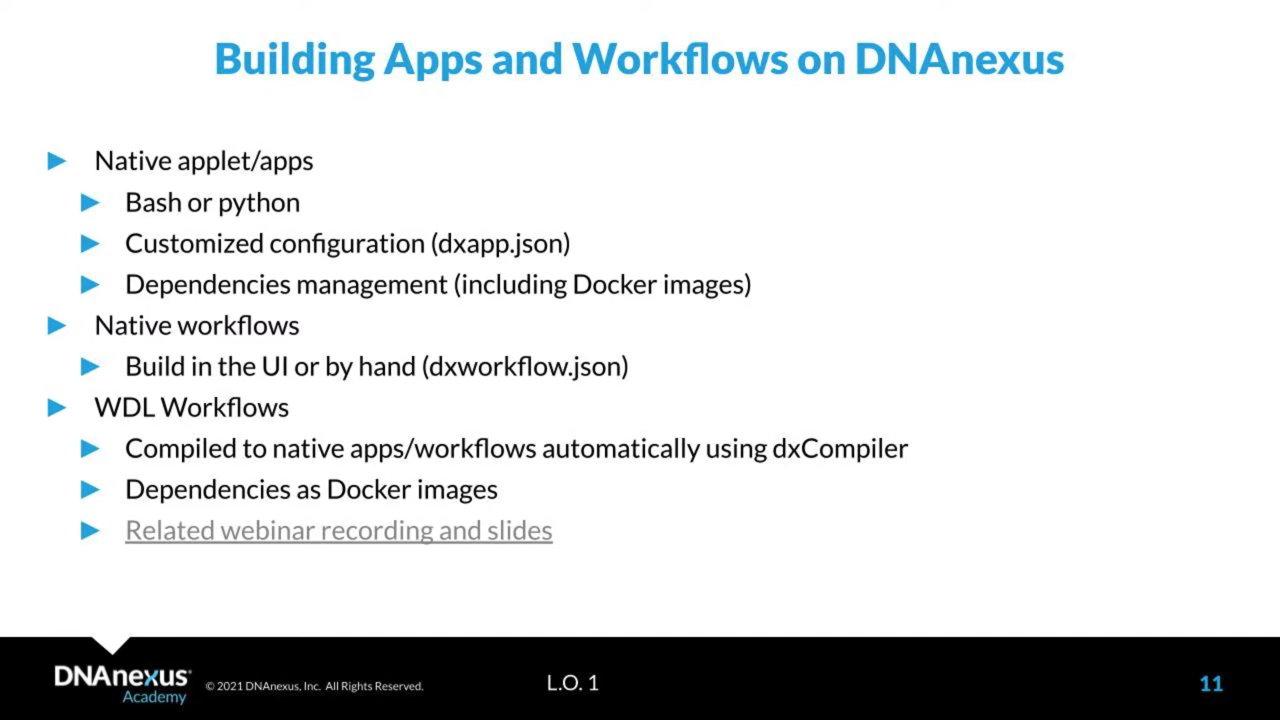 Building Apps and Workflows on DNAnexus
Native applet/apps
Bash or python
Customized configuration (dxapp.json)
Dependencies management (including Docker images)
Native workflows
Build in the UI or by hand (dxworkflow.json)
WDL Workflows
Compiled to native apps/workflows automatically using dxCompiler
Dependencies as Docker images
Related webinar recording and slides
DNAnexus
Academy
© 2021 DNAnexus, Inc. All Rights Reserved.
L.O. 1
11